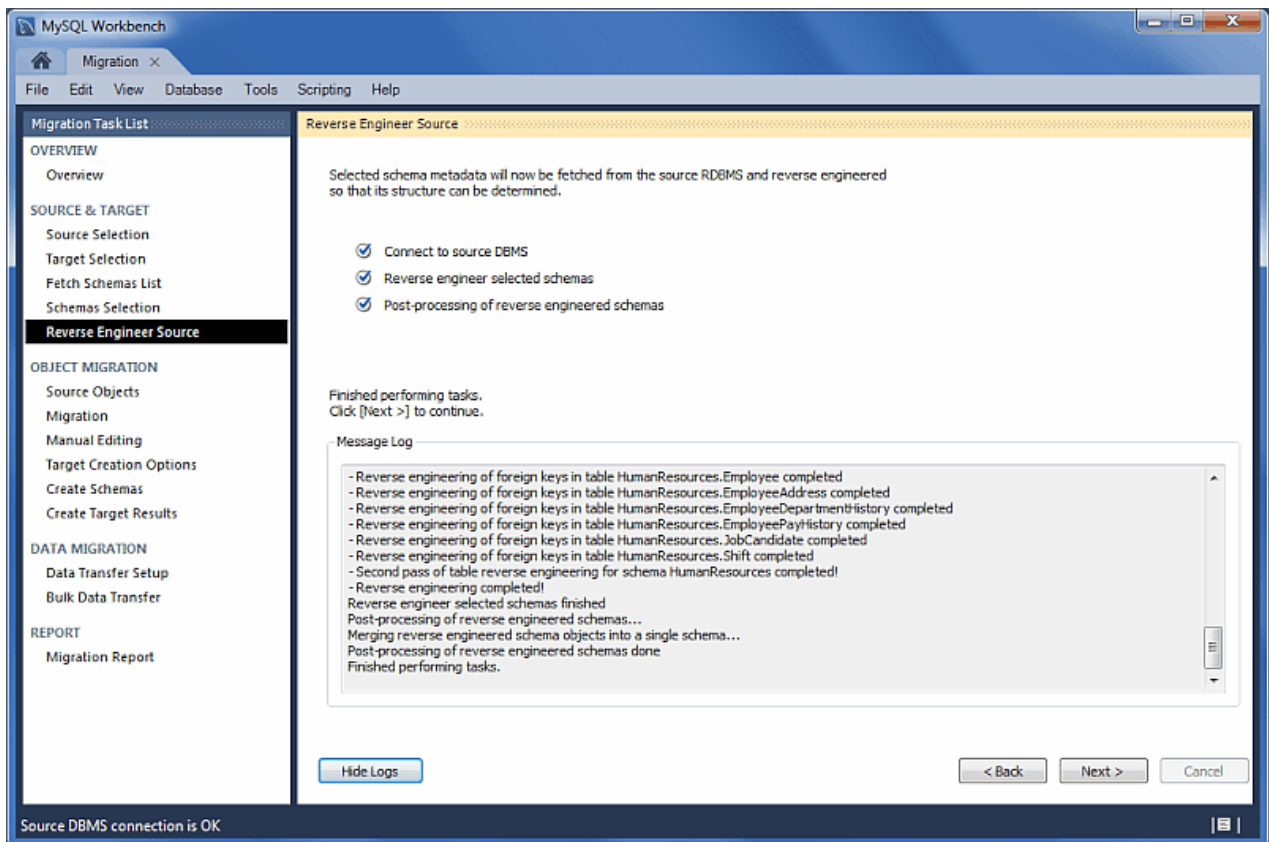 MySQL Workbench
Migration
File Edit View Database Tools Scripting Help
Migration Task List
OVERVIEW
Overview
SOURCE & TARGET
Source Selection
Target Selection
Fetch Schemas List
Schemas Selection
Reverse Engineer Source
OBJECT MIGRATION
Source Objects
Migration
Manual Editing
Target Creation Options
Create Schemas
Create Target Results
DATA MIGRATION
Data Transfer Setup
Bulk Data Transfer
REPORT
Migration Report
Reverse Engineer Source
Selected schema metadata will now be fetched from the source RDBMS and reverse engineered
so that its structure can be determined.
Connect to source DBMS
Reverse engineer selected schemas
Post-processing of reverse engineered schemas
Finished performing tasks.
Click [Next >] to continue.
Message Log
- Reverse engineering of foreign keys in table HumanResources.Employee completed
- Reverse engineering of foreign keys in table HumanResources.EmployeeAddress completed
- Reverse engineering of foreign keys in table HumanResources.EmployeeDepartmentHistory completed
- Reverse engineering of foreign keys in table HumanResources.EmployeePayHistory completed
- Reverse engineering of foreign keys in table HumanResources.JobCandidate completed
- Reverse engineering of foreign keys in table HumanResources.Shift completed
- Second pass of table reverse engineering for schema HumanResources completed!
- Reverse engineering completed!
Reverse engineer selected schemas finished
Post-processing of reverse engineered schemas...
Merging reverse engineered schema objects into a single schema...
Post-processing of reverse engineered schemas done
Finished performing tasks.
Hide Logs
< Back
Next >
Cancel
Source DBMS connection is OK